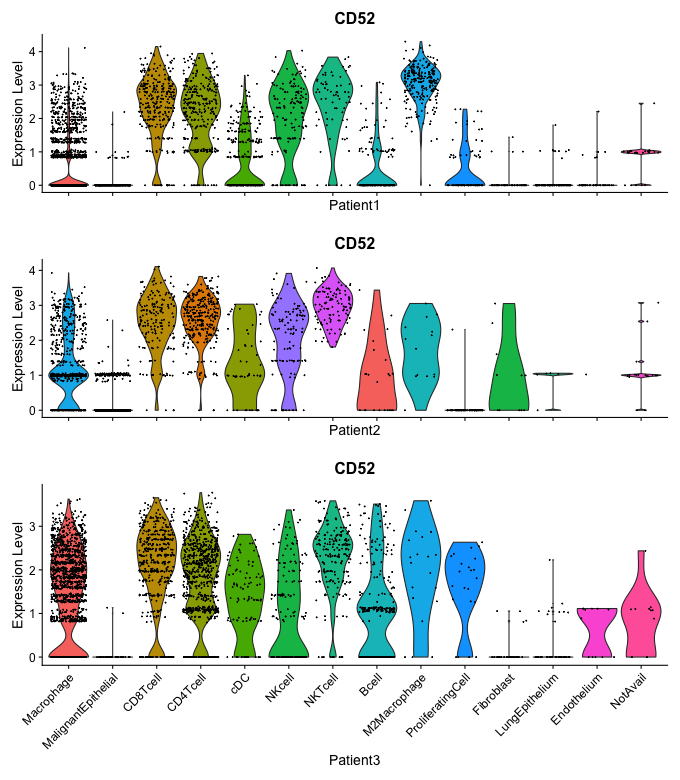 CD52
Expression Level
4
3
2
1
0
Patient1
CD52
Expression Level
4
3
2
1
0
Patient2
CD52
Expression Level
3
2
1
0
Macrophage
MalignantEpithelial
CD8Tcell
CD4Tcell
cDC
NKcell
NKTcell
Bcell
M2Macrophage
ProliferatingCell
Fibroblast
LungEpithelium
Endothelium
NotAvail
Patient3